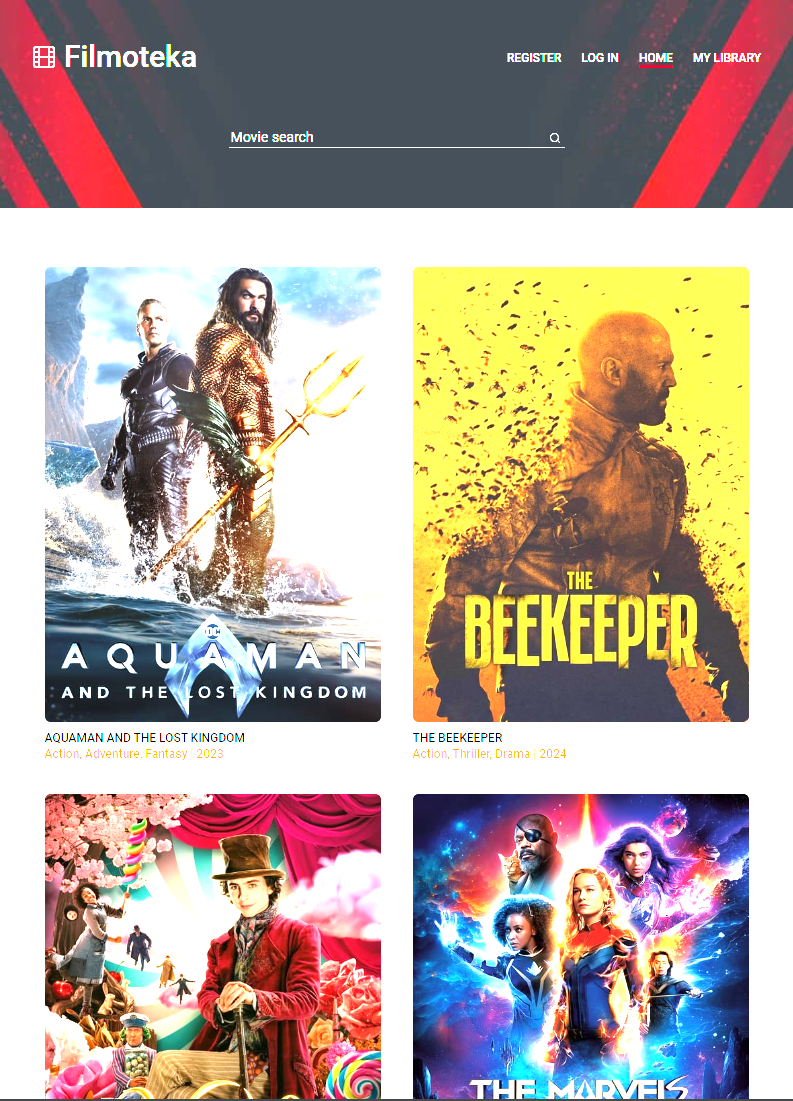 Filmoteka
REGISTER LOG IN HOME MY LIBRARY
Movie search
DC
AQUAMAN
AND THE LOST KINGDOM
THE
BEEKEEPER
AQUAMAN AND THE LOST KINGDOM
Action, Adventure, Fantasy | 2023
THE BEEKEEPER
Action, Thriller, Drama | 2024
THE MARVELS